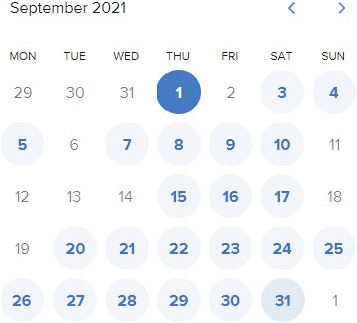 September 2021
MON TUE WED THU FRI SAT SUN
29 30 31 1 2 3 4
5 6 7 8 9 10 11
12 13 14 15 16 17 18
19 20 21 22 23 24 25
26 27 28 29 30 31 1